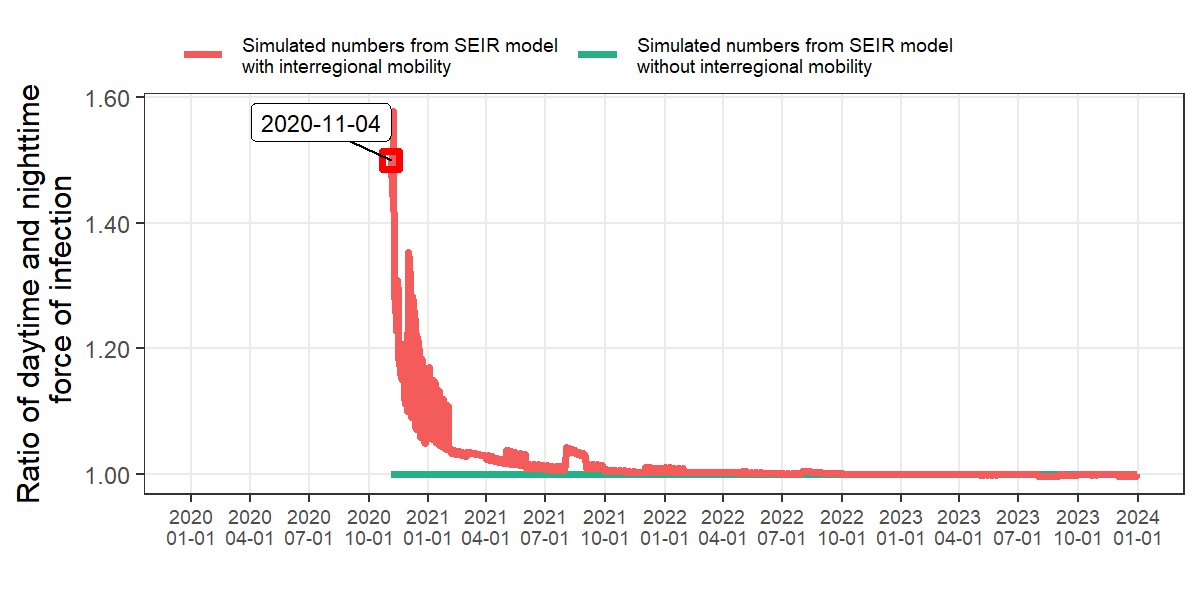 Simulated numbers from SEIR model
with interregional mobility
Simulated numbers from SEIR model
without interregional mobility
Ratio of daytime and nighttime
force of infection
1.60
1.40
1.20
1.00
2020-11-04
2020 2020 2020 2020 2021 2021 2021 2021 2022 2022 2022 2022 2023 2023 2023 2023 2024
01-01 04-01 07-01 10-01 01-01 04-01 07-01 10-01 01-01 04-01 07-01 10-01 01-01 04-01 07-01 10-01 01-01